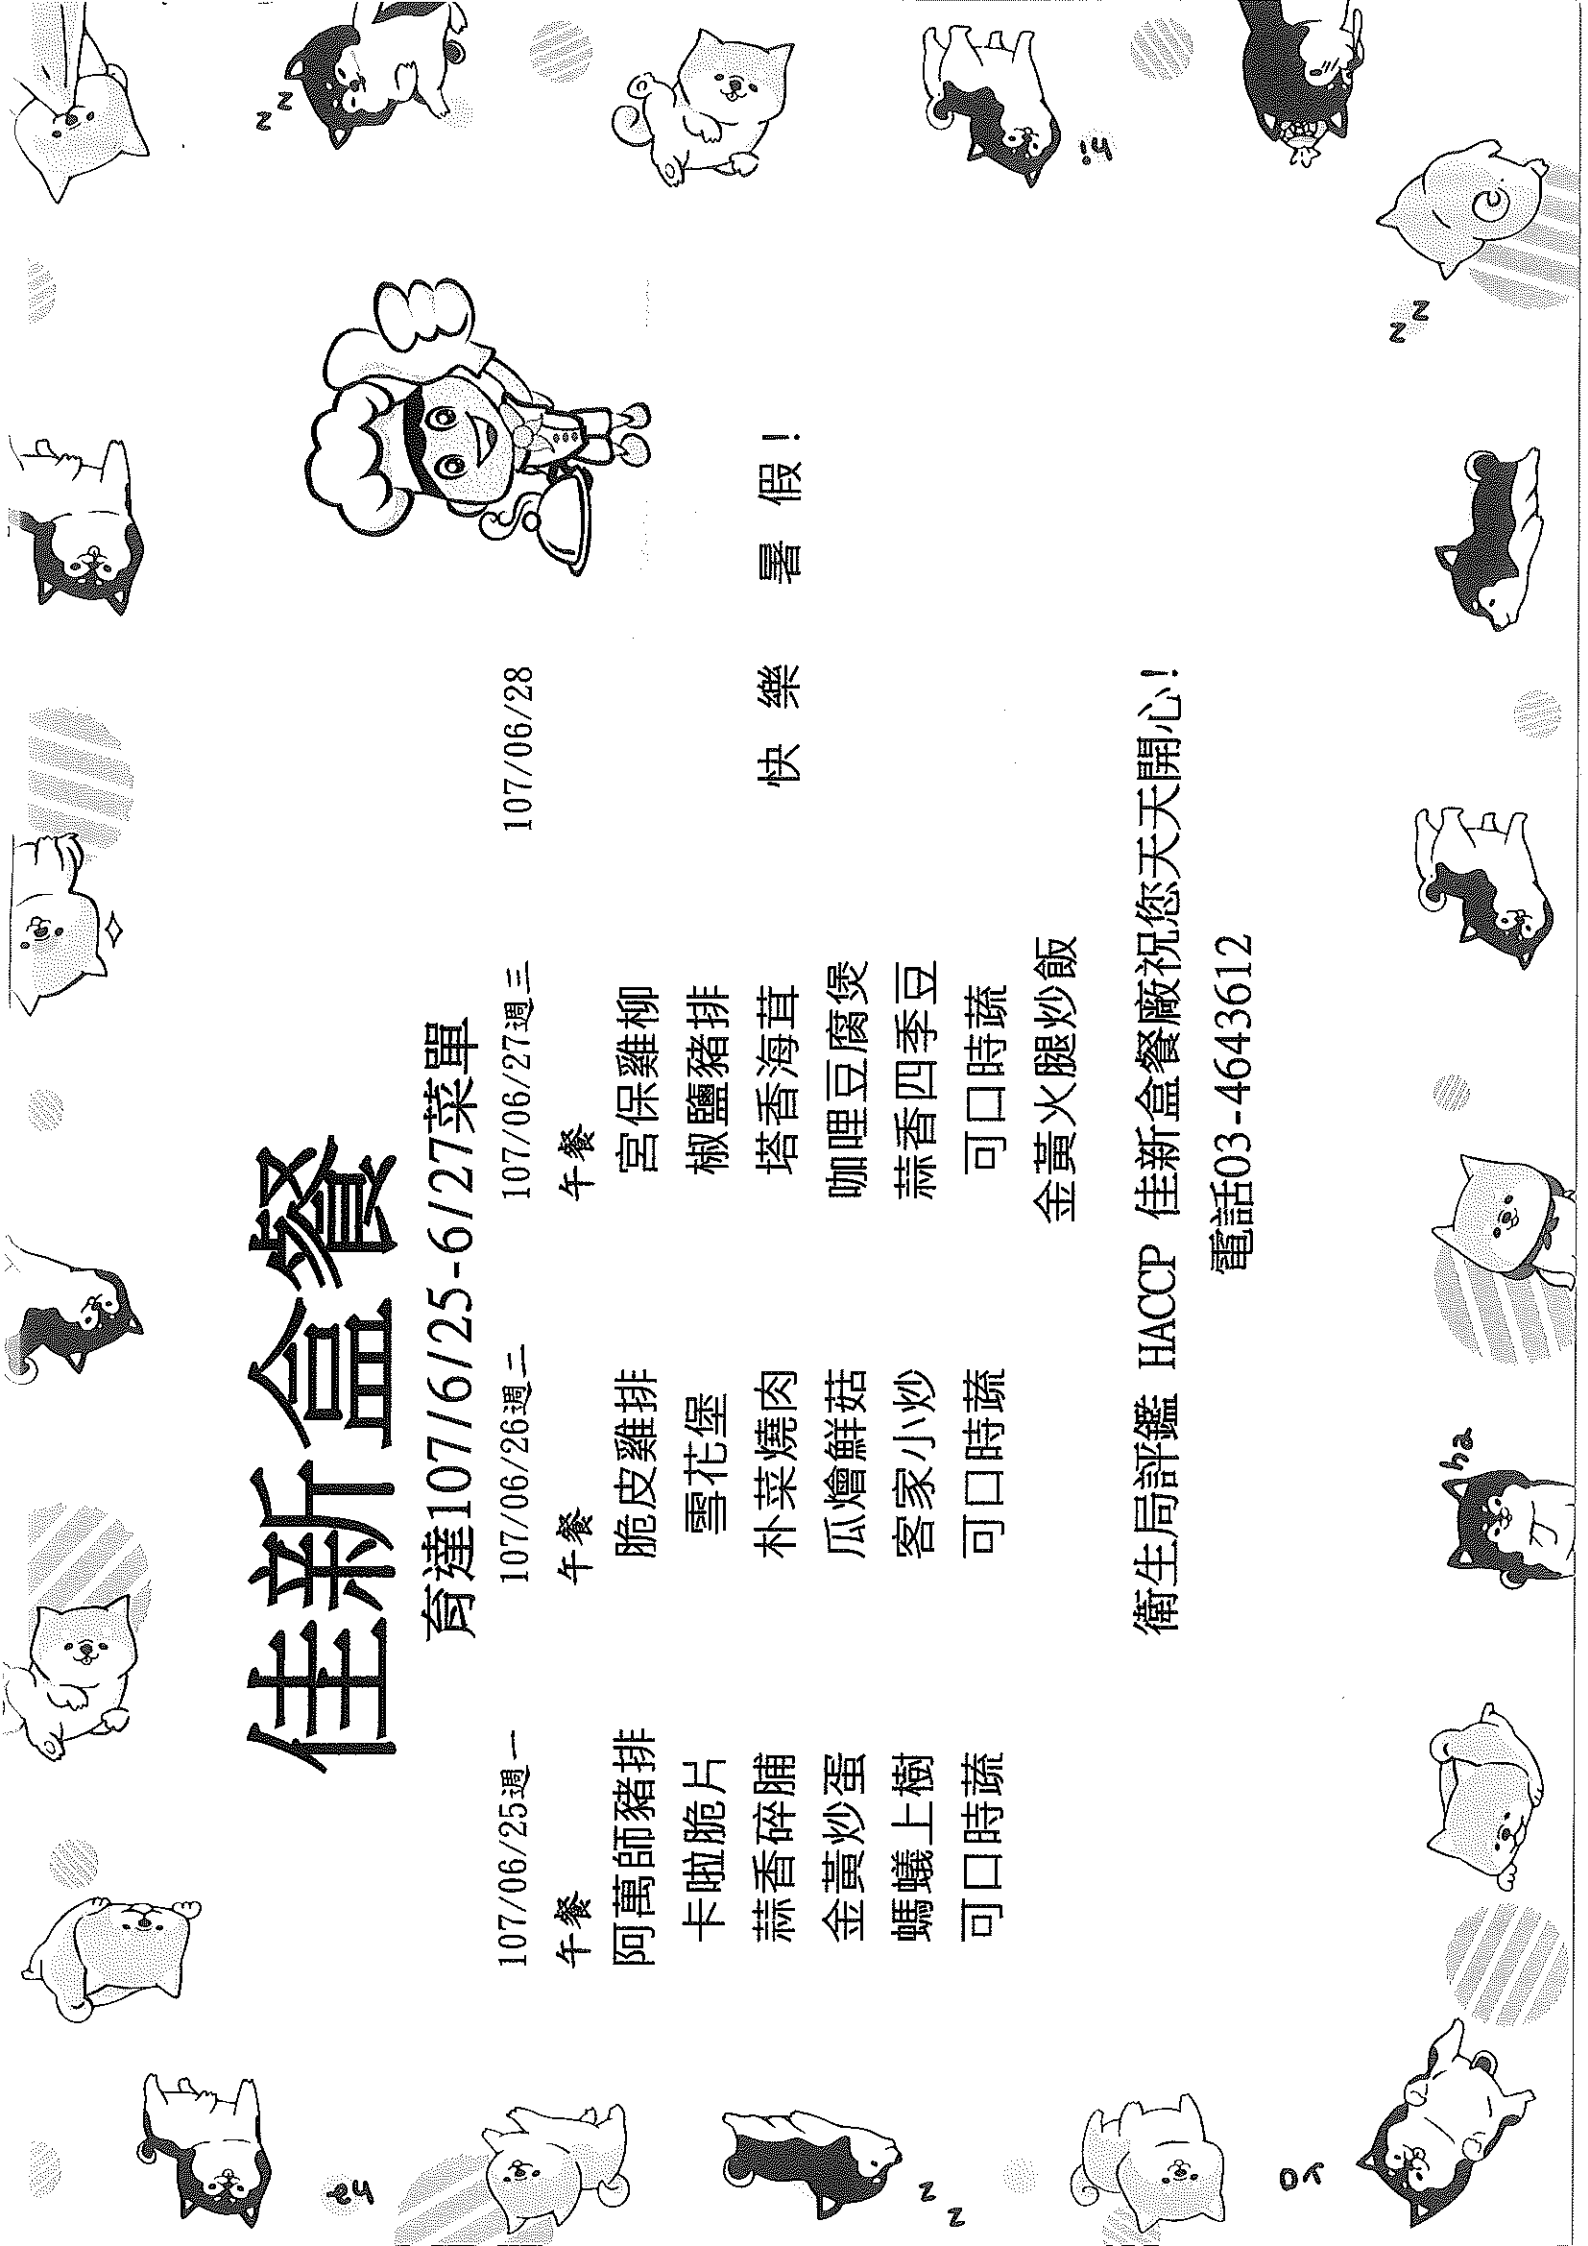 佳新盒餐
育達107/6/25-6/27菜單
107/06/25週一
107/06/26週二
107/06/27週三
107/06/28
午餐
午餐
午餐
阿萬師豬排
脆皮雞排
宮保雞柳
卡啦脆片
雪花堡
椒鹽豬排
蒜香碎脯
朴菜燒肉
塔香海茸
快 樂 暑 假!
金黃炒蛋
瓜燴鮮菇
咖哩豆腐煲
螞蟻上樹
客家小炒
蒜香四季豆
可口時蔬
可口時蔬
可口時蔬
金黃火腿炒飯
衛生局評鑑 HACCP 佳新盒餐廠祝您天天開心!
電話03-4643612
z z
hi
z z
ha
z z